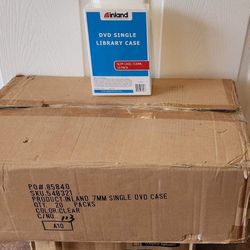 inland
DVD SINGLE
LIBRARY CASE
PO#:85840
SKU:548321
PRODUCT:INLAND 7MM SINGLE DVD CASE
QTY: 20 PACKS
COLOR:CLEAR
C/NO. 113
A10